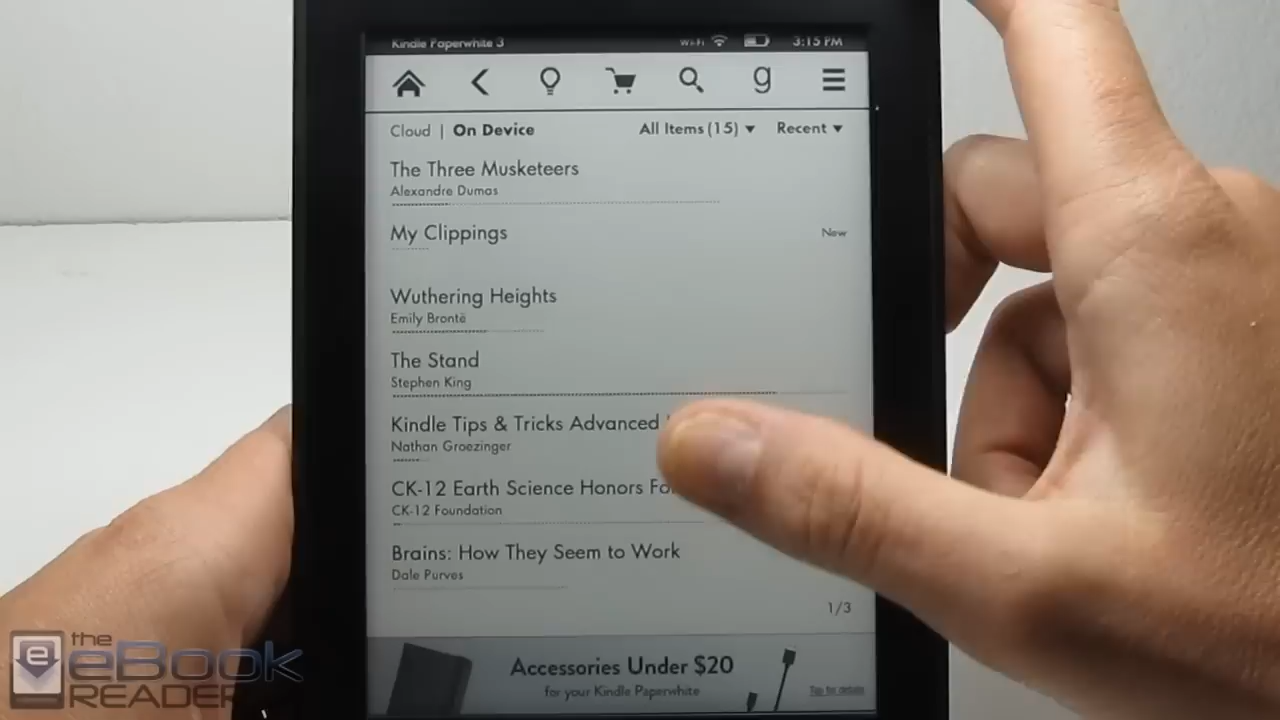 Kindle Paperwhite 3 Wi-Fi 3:15 PM
g
Cloud | On Device All Items (15) ▼ Recent ▼
The Three Musketeers
Alexandre Dumas
My Clippings New
Wuthering Heights
Emily Brontë
The Stand
Stephen King
Kindle Tips & Tricks Advanced
Nathan Groezinger
CK-12 Earth Science Honors
CK-12 Foundation
Brains: How They Seem to Work
Dale Purves
1/3
Accessories Under $20
for your Kindle Paperwhite
Tap for details
the
eBook
READER